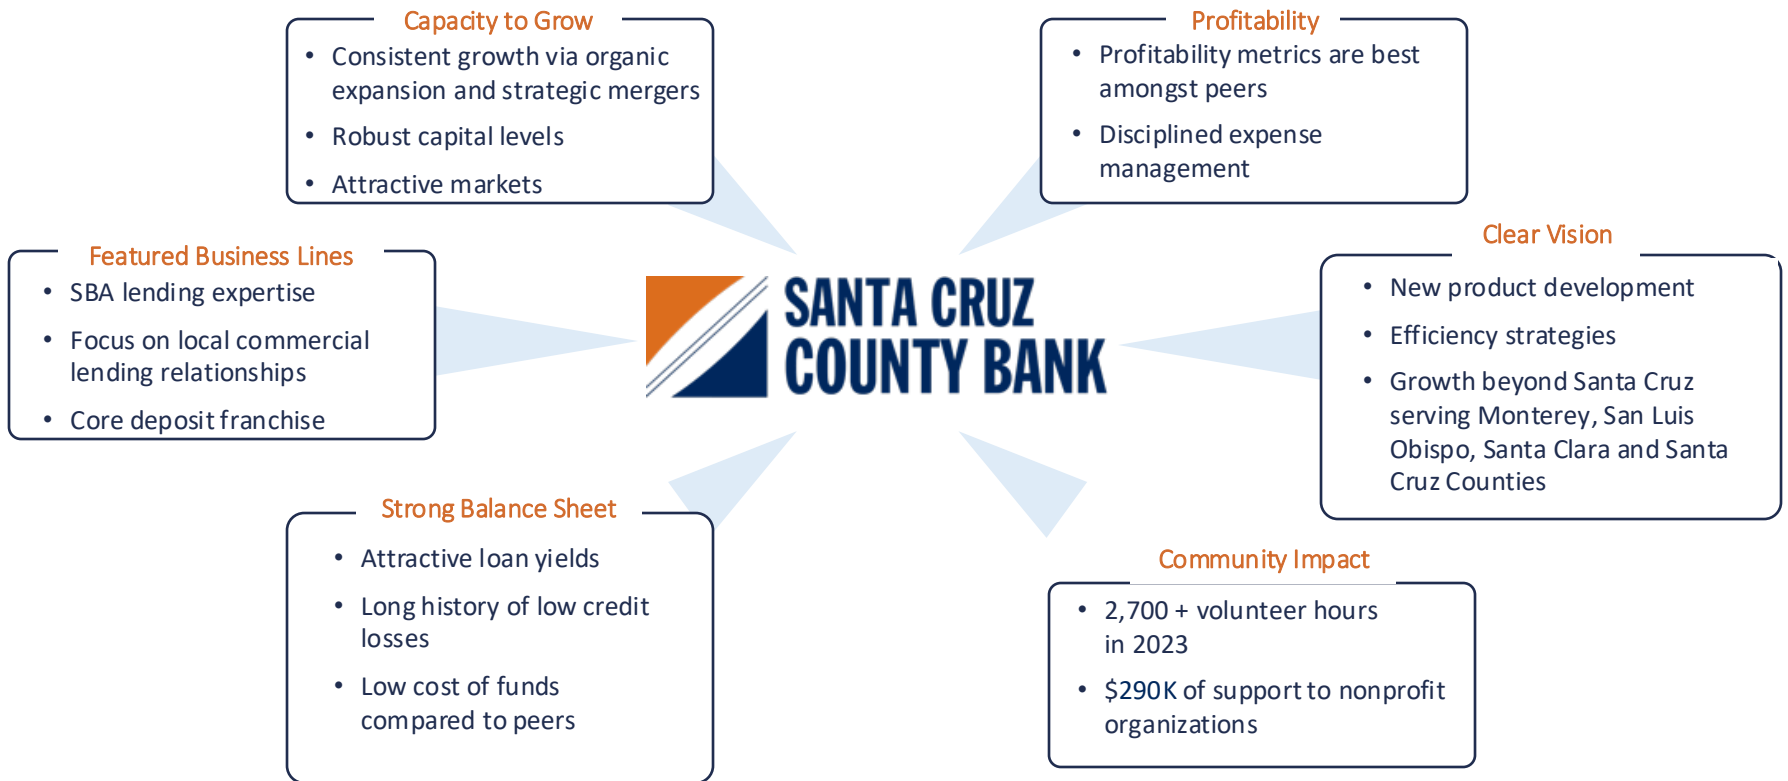 Capacity to Grow
• Consistent growth via organic
expansion and strategic mergers
• Robust capital levels
• Attractive markets
Profitability
• Profitability metrics are best
amongst peers
• Disciplined expense
management
Featured Business Lines
• SBA lending expertise
• Focus on local commercial
lending relationships
• Core deposit franchise
SANTA CRUZ
COUNTY BANK
Clear Vision
• New product development
• Efficiency strategies
• Growth beyond Santa Cruz
serving Monterey, San Luis
Obispo, Santa Clara and Santa
Cruz Counties
Strong Balance Sheet
• Attractive loan yields
• Long history of low credit
losses
• Low cost of funds
compared to peers
Community Impact
• 2,700 + volunteer hours
in 2023
• $290K of support to nonprofit
organizations